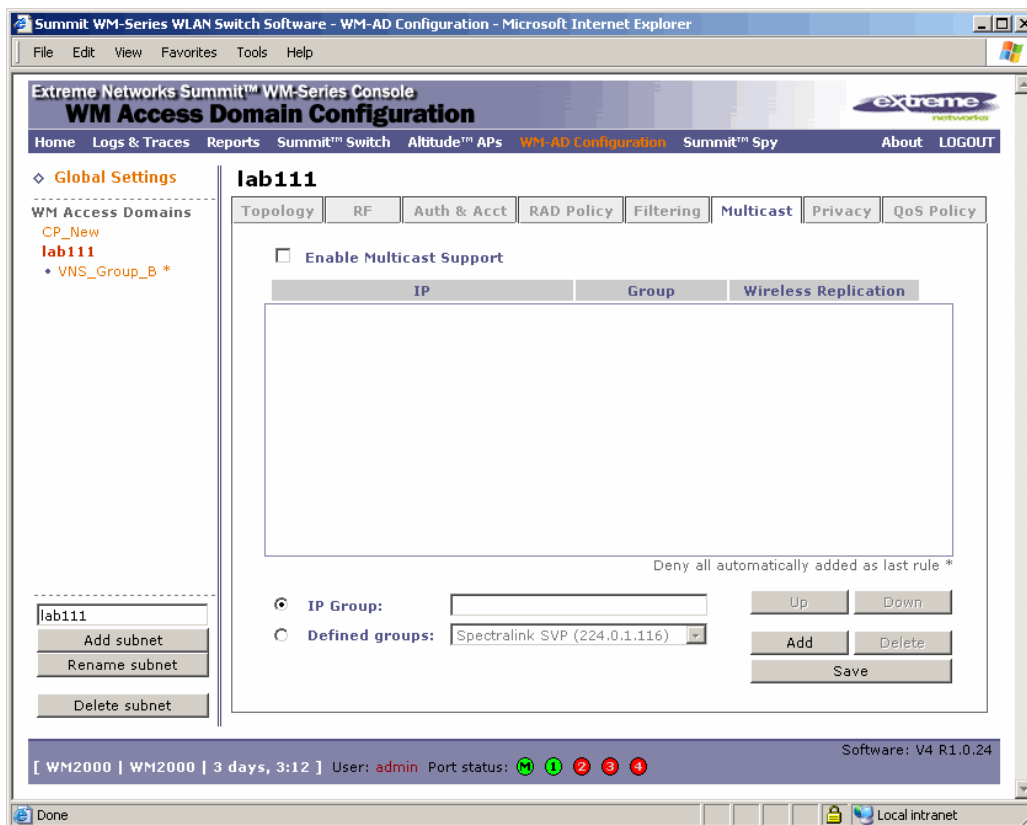 Summit WM-Series WLAN Switch Software - WM-AD Configuration - Microsoft Internet Explorer
File Edit View Favorites Tools Help
Extreme Networks Summit™ WM-Series Console
WM Access Domain Configuration
extreme networks
Home Logs & Traces Reports Summit™ Switch Altitude™ APs WM-AD Configuration Summit™ Spy About LOGOUT
Global Settings
WM Access Domains
CP_New
lab111
• VNS_Group_B *
lab111
Add subnet
Rename subnet
Delete subnet
lab111
Topology RF Auth & Acct RAD Policy Filtering Multicast Privacy QoS Policy
Enable Multicast Support
IP Group Wireless Replication
Deny all automatically added as last rule *
IP Group: Up Down
Defined groups: Spectralink SVP (224.0.1.116) Add Delete
Save
Software: V4 R1.0.24
[ WM2000 | WM2000 | 3 days, 3:12 ] User: admin Port status: M 1 2 3 4
Done Local intranet